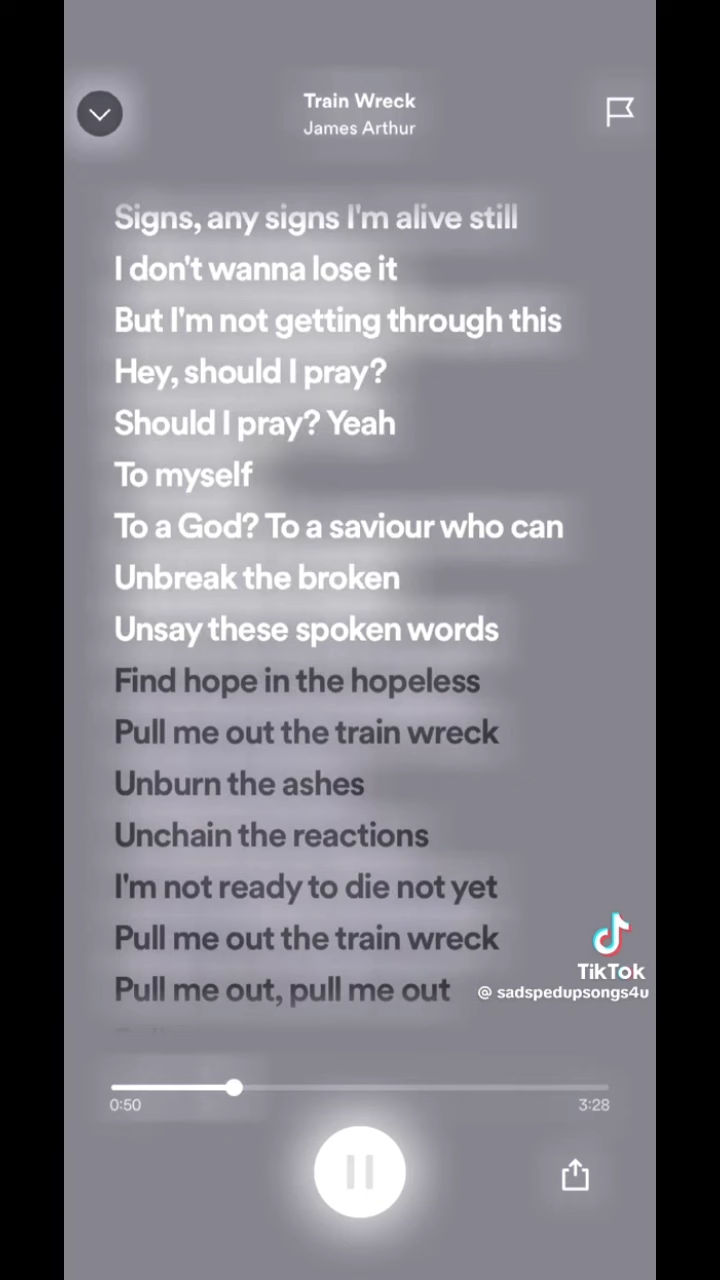 Train Wreck
James Arthur
Signs, any signs I'm alive still
I don't wanna lose it
But I'm not getting through this
Hey, should I pray?
Should I pray? Yeah
To myself
To a God? To a saviour who can
Unbreak the broken
Unsay these spoken words
Find hope in the hopeless
Pull me out the train wreck
Unburn the ashes
Unchain the reactions
I'm not ready to die not yet
Pull me out the train wreck
Pull me out, pull me out
TikTok
@ sadspedupsongs4u
0:50
3:28